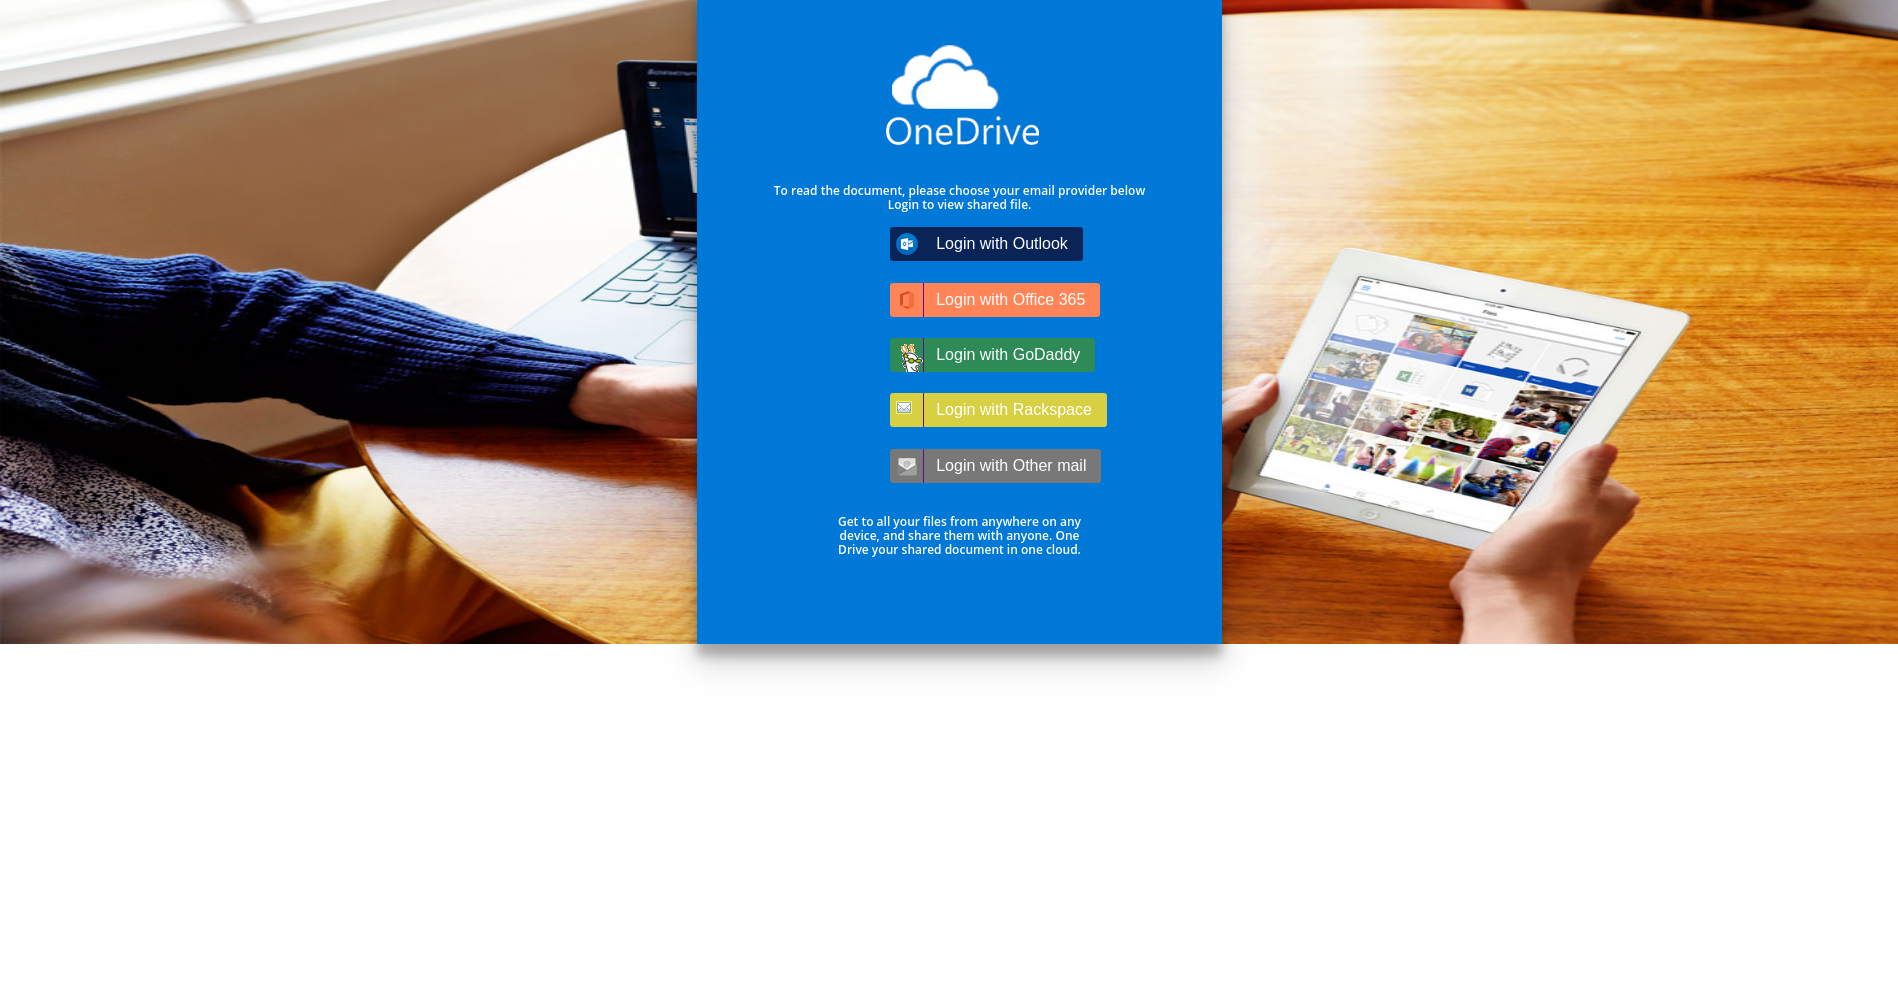 OneDrive
To read the document, please choose your email provider below
Login to view shared file.
Login with Outlook
Login with Office 365
Login with GoDaddy
Login with Rackspace
Login with Other mail
Get to all your files from anywhere on any
device, and share them with anyone. One
Drive your shared document in one cloud.
Files